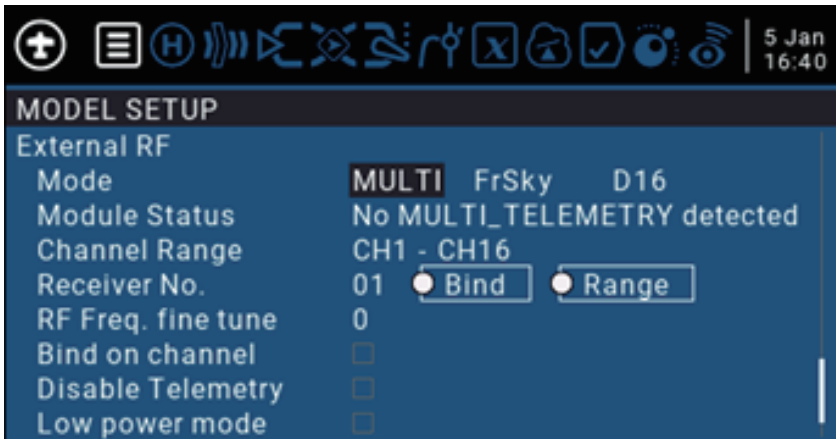 5 Jan
16:40
MODEL SETUP
External RF
Mode MULTI FrSky D16
Module Status No MULTI_TELEMETRY detected
Channel Range CH1 - CH16
Receiver No. 01 Bind Range
RF Freq. fine tune 0
Bind on channel
Disable Telemetry
Low power mode